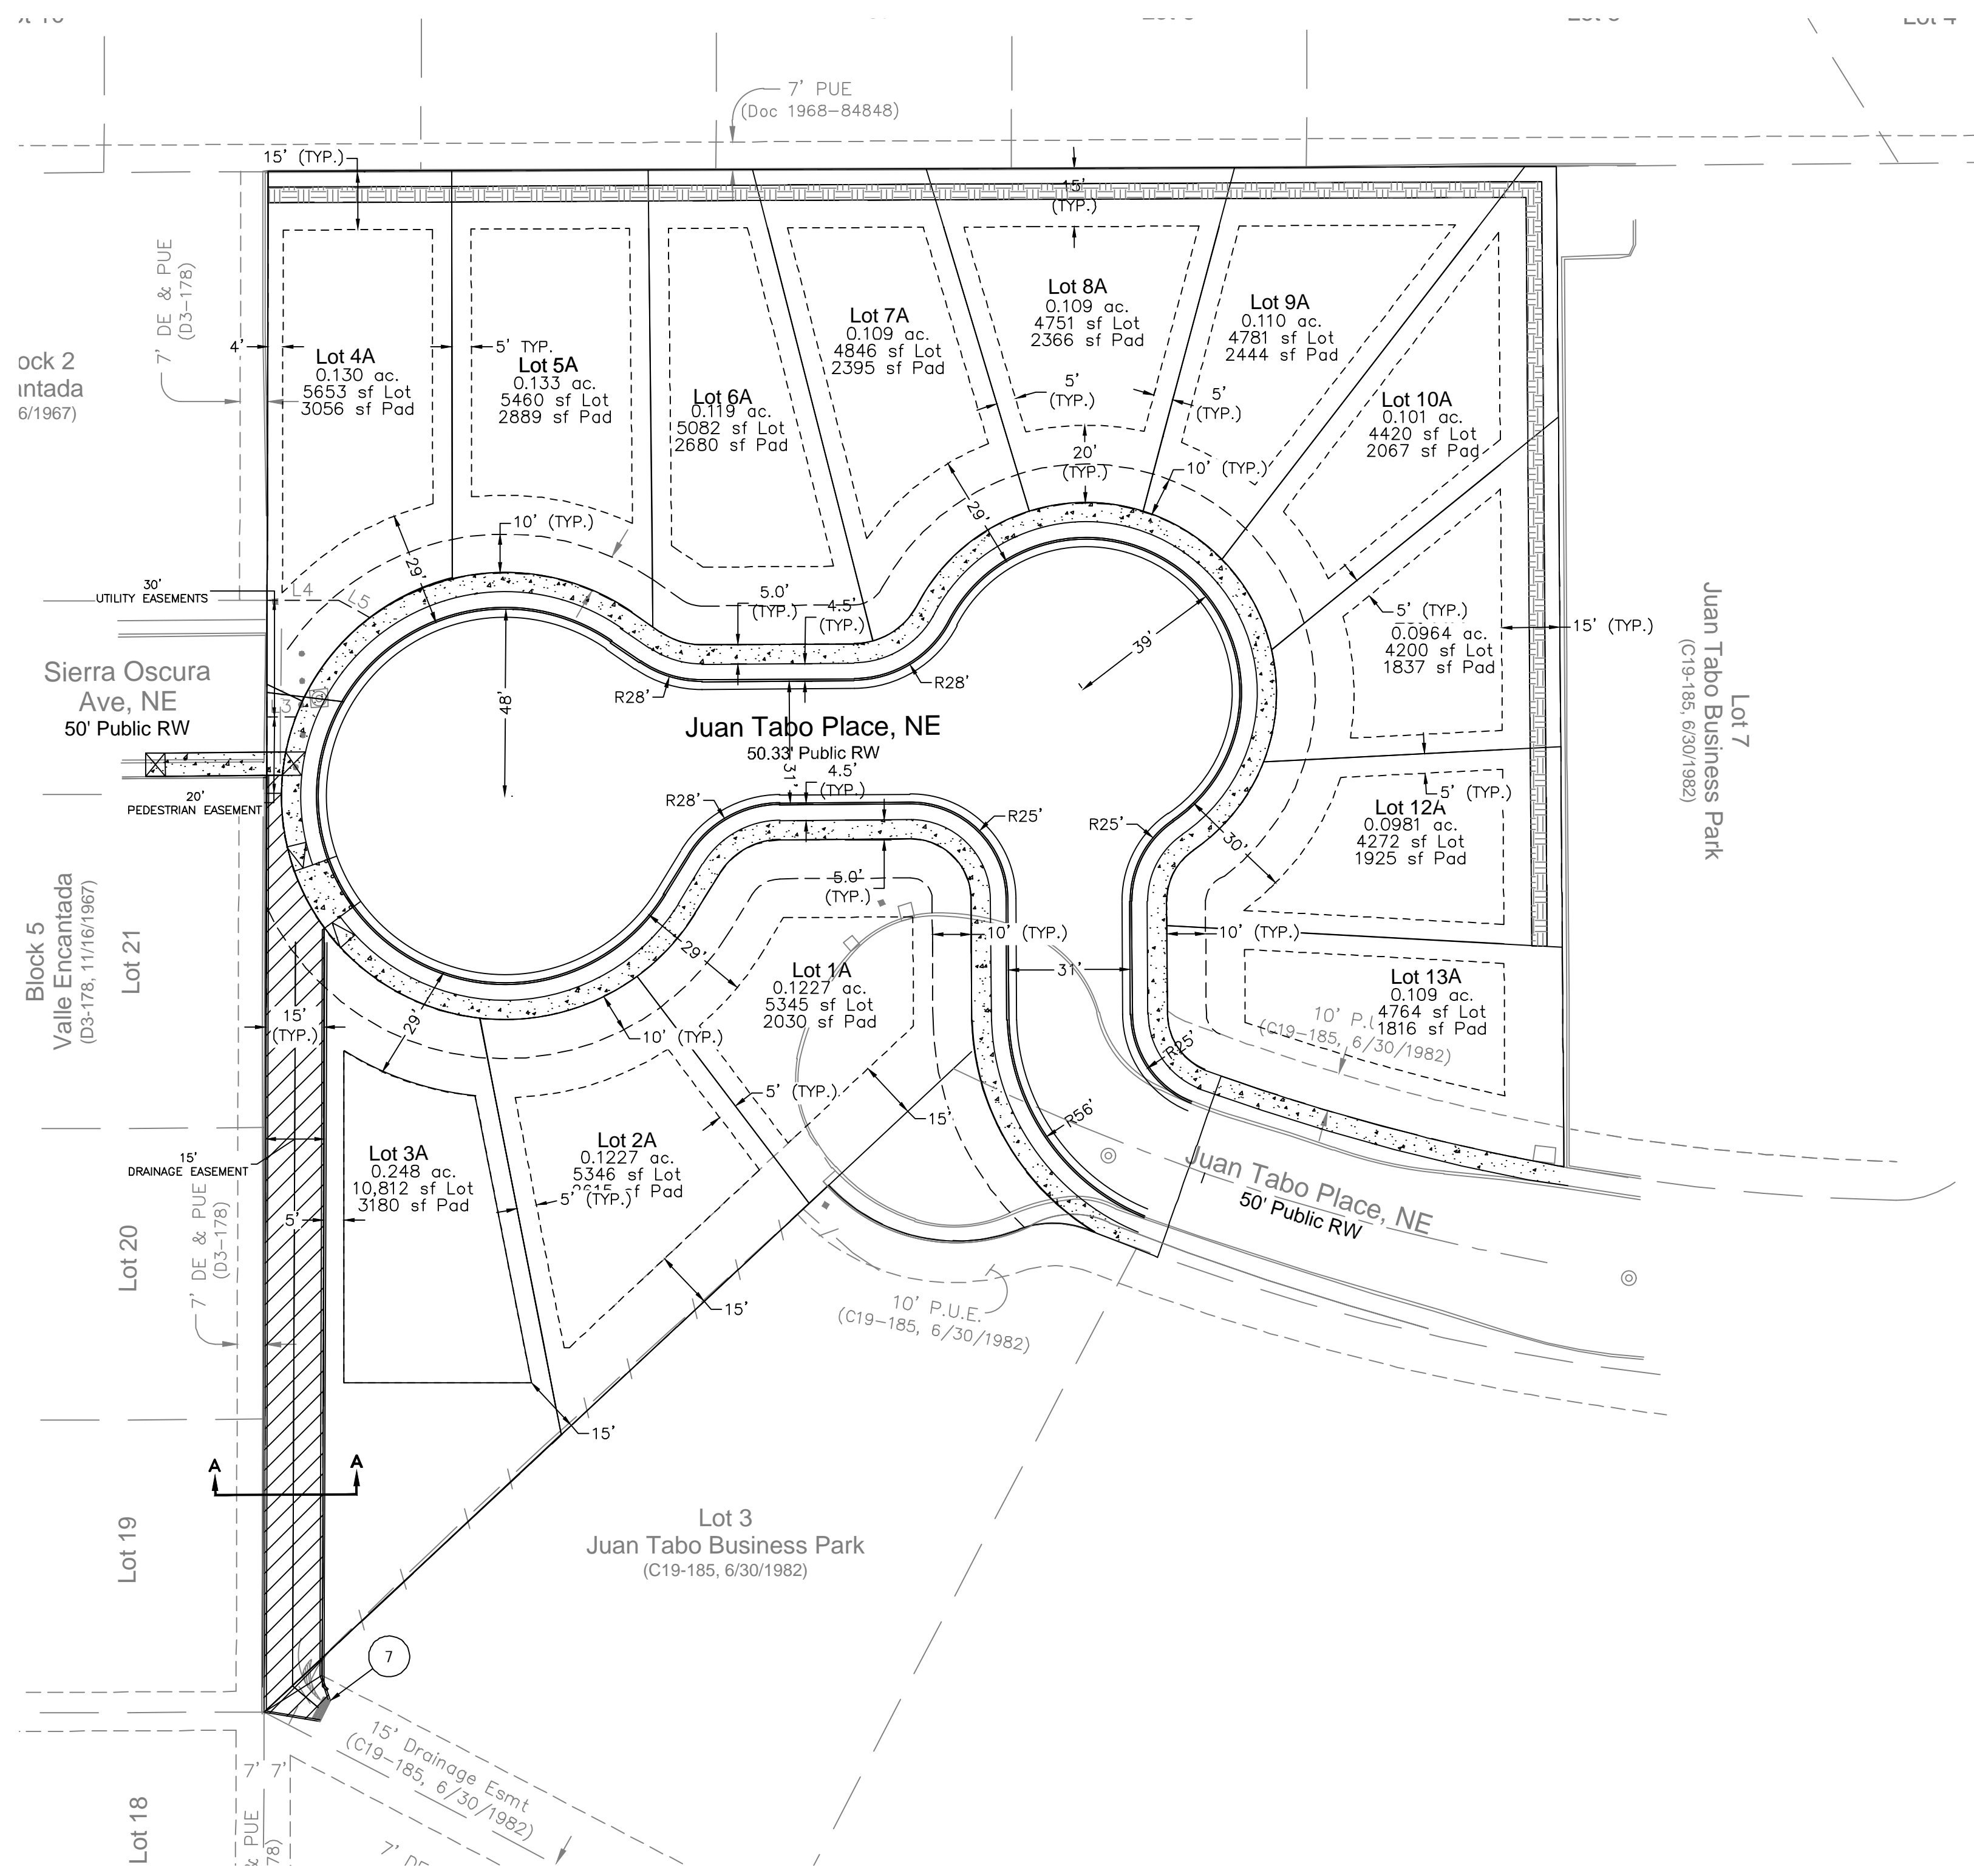 7' PUE
(Doc 1968-84848)
15' (TYP.)
15'
(TYP.)
7' DE & PUE
(D3-178)
ock 2
ntada
6/1967)
4'
Lot 4A
0.130 ac.
5653 sf Lot
3056 sf Pad
5' TYP.
Lot 5A
0.133 ac.
5460 sf Lot
2889 sf Pad
Lot 6A
0.119 ac.
5082 sf Lot
2680 sf Pad
Lot 7A
0.109 ac.
4846 sf Lot
2395 sf Pad
Lot 8A
0.109 ac.
4751 sf Lot
2366 sf Pad
Lot 9A
0.110 ac.
4781 sf Lot
2444 sf Pad
5'
(TYP.)
5'
(TYP.)
Lot 10A
0.101 ac.
4420 sf Lot
2067 sf Pad
20'
(TYP.)
10' (TYP.)
10' (TYP.)
29'
29'
L4
L5
L3
30'
UTILITY EASEMENTS
5.0'
(TYP.)
4.5'
(TYP.)
5' (TYP.)
0.0964 ac.
4200 sf Lot
1837 sf Pad
15' (TYP.)
39'
Sierra Oscura
Ave, NE
50' Public RW
48'
R28'
R28'
Juan Tabo Place, NE
50.33' Public RW
31'
4.5'
(TYP.)
Lot 7
Juan Tabo Business Park
(C19-185, 6/30/1982)
20'
PEDESTRIAN EASEMENT
R28'
R25'
R25'
30'
5' (TYP.)
Lot 12A
0.0981 ac.
4272 sf Lot
1925 sf Pad
5.0'
(TYP.)
Block 5
Valle Encantada
(D3-178, 11/16/1967)
Lot 21
29'
10' (TYP.)
10' (TYP.)
31'
Lot 1A
0.1227 ac.
5345 sf Lot
2030 sf Pad
Lot 13A
0.109 ac.
4764 sf Lot
1816 sf Pad
10' P.U
(C19-185, 6/30/1982)
15'
(TYP.)
29'
10' (TYP.)
R25'
5' (TYP.)
15'
R56'
15'
DRAINAGE EASEMENT
Lot 3A
0.248 ac.
10,812 sf Lot
3180 sf Pad
Lot 2A
0.1227 ac.
5346 sf Lot
sf Pad
5' (TYP.)
5'
Juan Tabo Place, NE
50' Public RW
Lot 20
7' DE & PUE
(D3-178)
15'
10' P.U.E.
(C19-185, 6/30/1982)
15'
A
A
Lot 3
Juan Tabo Business Park
(C19-185, 6/30/1982)
Lot 19
7
15' Drainage Esmt
(C19-185, 6/30/1982)
7' 7'
Lot 18
& PUE
78)
7'